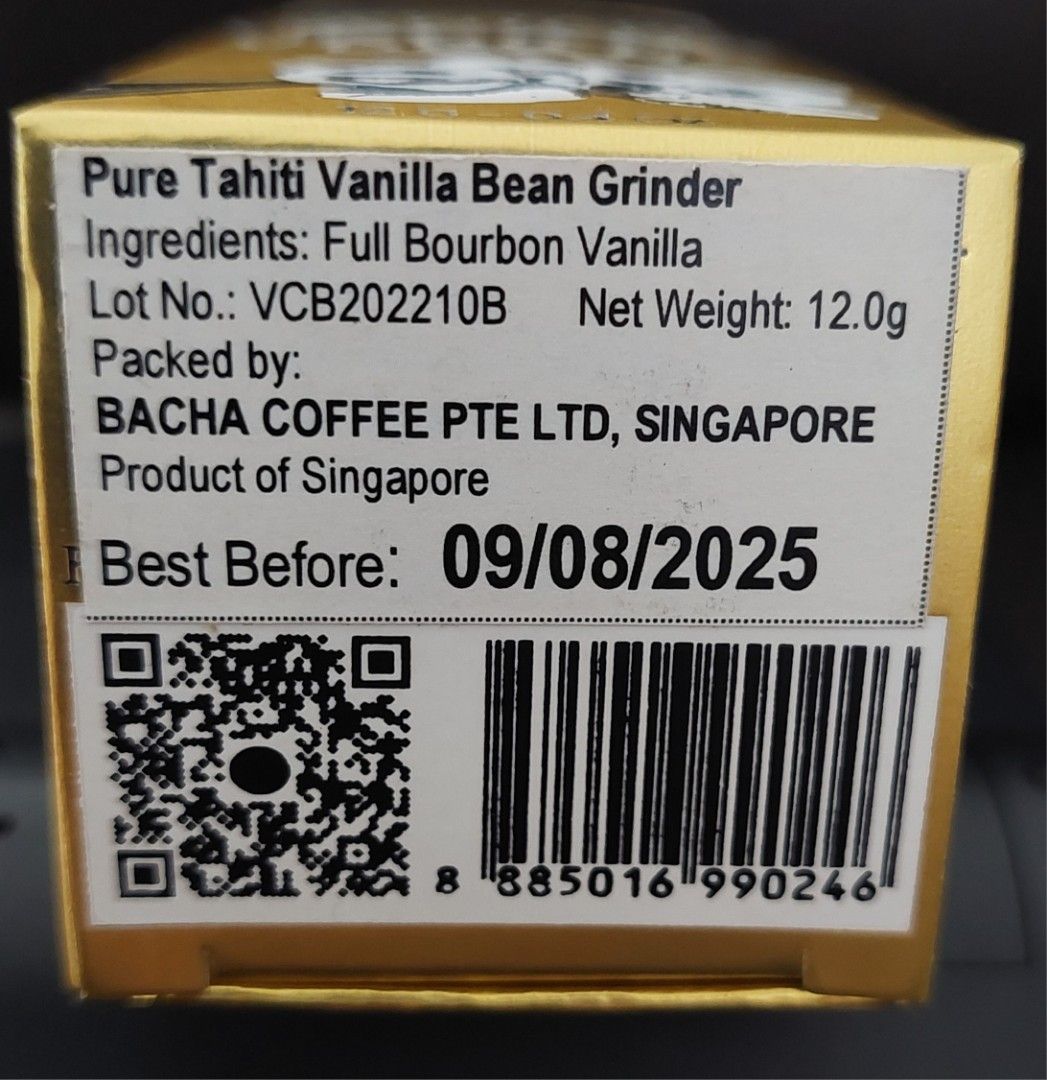 Pure Tahiti Vanilla Bean Grinder
Ingredients: Full Bourbon Vanilla
Lot No.: VCB202210B Net Weight: 12.0g
Packed by:
BACHA COFFEE PTE LTD, SINGAPORE
Product of Singapore
Best Before: 09/08/2025
8 885016 990246